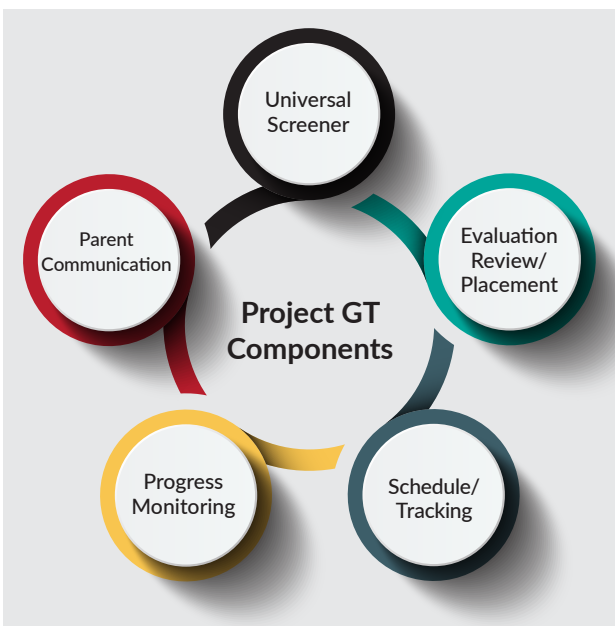 Universal
Screener
Evaluation
Review/
Placement
Schedule/
Tracking
Progress
Monitoring
Parent
Communication
Project GT
Components